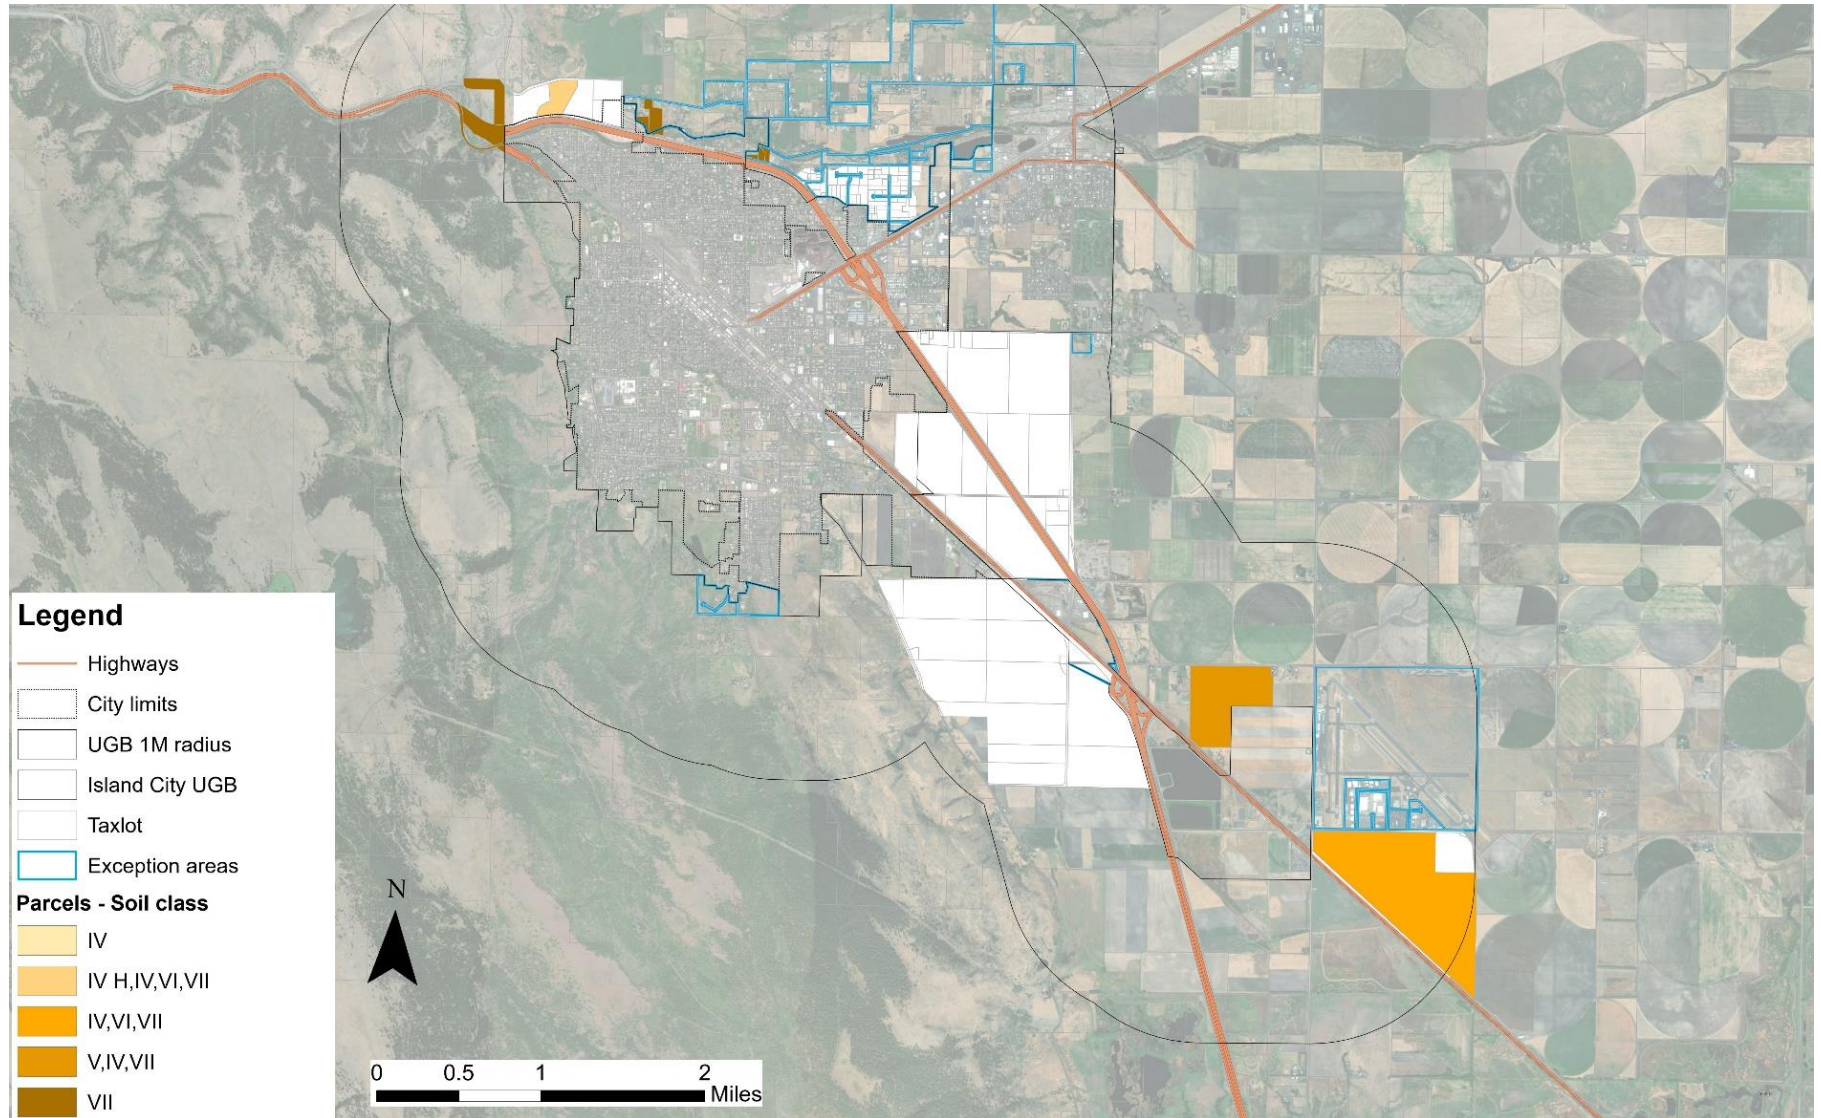 Legend
Highways
City limits
UGB 1M radius
Island City UGB
Taxlot
Exception areas
Parcels - Soil class
IV
IV H,IV,VI,VII
IV,VI,VII
V,IV,VII
VII
N
0 0.5 1 2
Miles